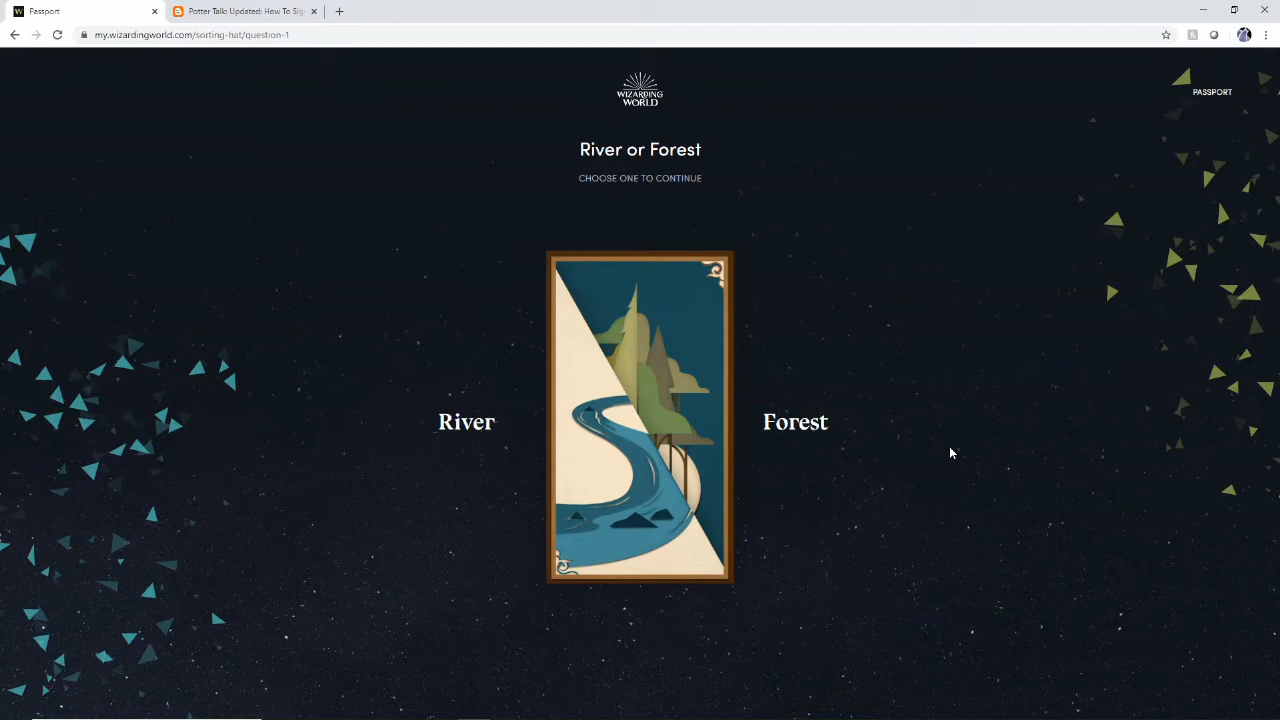 Passport
Potter Talk: Updated: How To Sig
my.wizardingworld.com/sorting-hat/question-1
WIZARDING
WORLD
PASSPORT
River or Forest
CHOOSE ONE TO CONTINUE
River
Forest